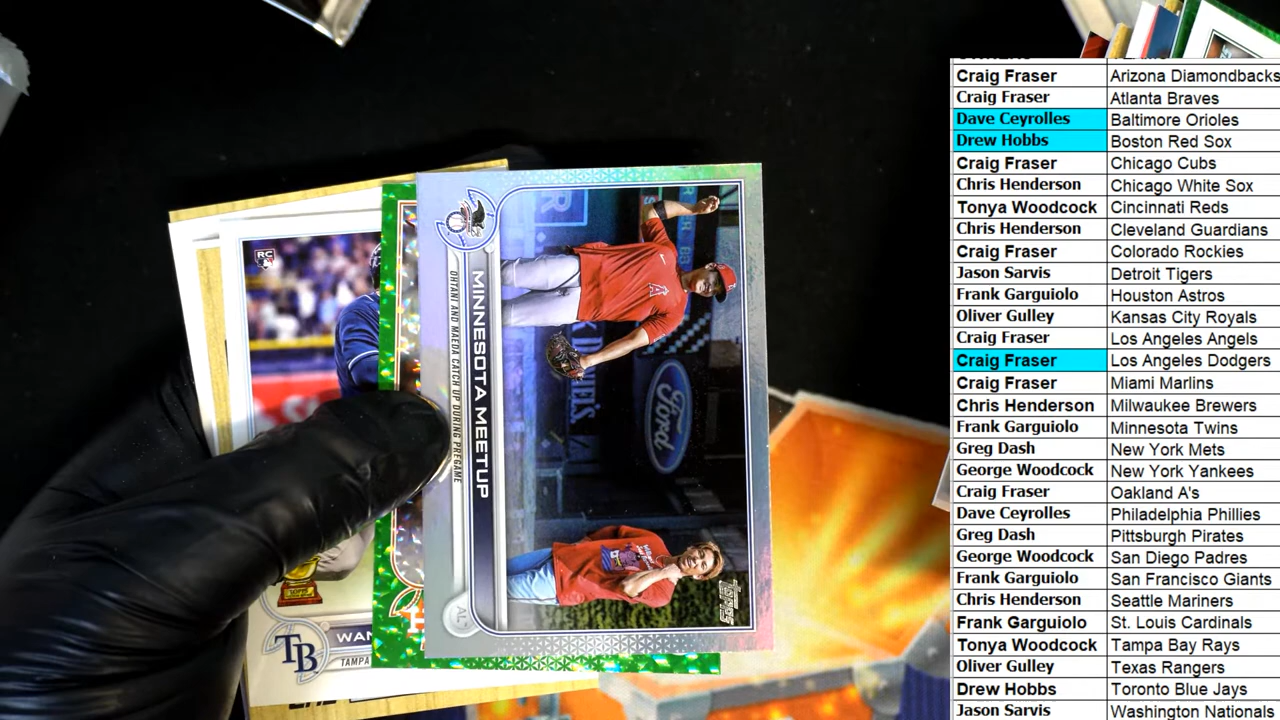 MINNESOTA MEETUP
OHTANI AND MAEDA CATCH UP DURING PREGAME
AL
TOPPS
Ford
RC
A
TB
WAN
TAMPA
Craig Fraser Arizona Diamondbacks
Craig Fraser Atlanta Braves
Dave Ceyrolles Baltimore Orioles
Drew Hobbs Boston Red Sox
Craig Fraser Chicago Cubs
Chris Henderson Chicago White Sox
Tonya Woodcock Cincinnati Reds
Chris Henderson Cleveland Guardians
Craig Fraser Colorado Rockies
Jason Sarvis Detroit Tigers
Frank Garguiolo Houston Astros
Oliver Gulley Kansas City Royals
Craig Fraser Los Angeles Angels
Craig Fraser Los Angeles Dodgers
Craig Fraser Miami Marlins
Chris Henderson Milwaukee Brewers
Frank Garguiolo Minnesota Twins
Greg Dash New York Mets
George Woodcock New York Yankees
Craig Fraser Oakland A's
Dave Ceyrolles Philadelphia Phillies
Greg Dash Pittsburgh Pirates
George Woodcock San Diego Padres
Frank Garguiolo San Francisco Giants
Chris Henderson Seattle Mariners
Frank Garguiolo St. Louis Cardinals
Tonya Woodcock Tampa Bay Rays
Oliver Gulley Texas Rangers
Drew Hobbs Toronto Blue Jays
Jason Sarvis Washington Nationals